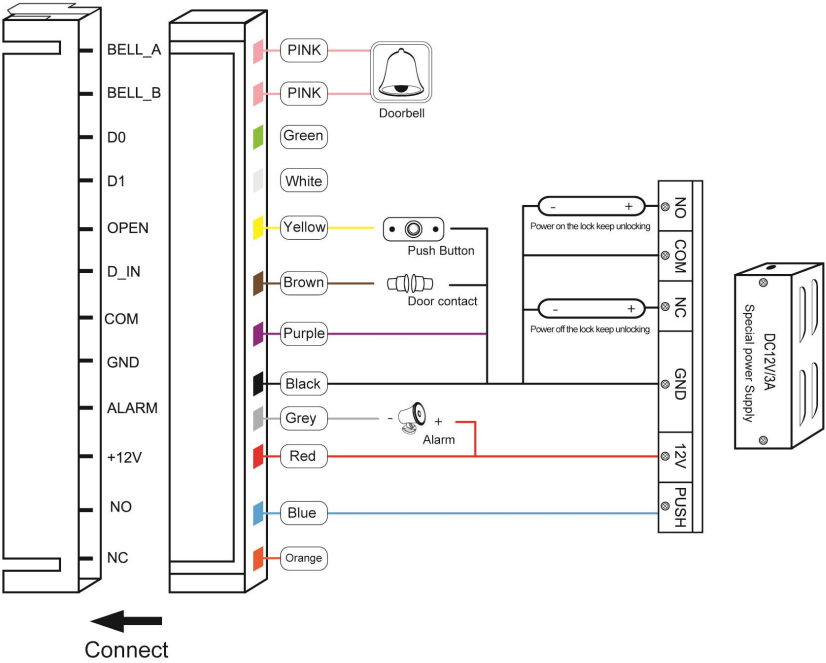 BELL_A
BELL_B
D0
D1
OPEN
D_IN
COM
GND
ALARM
+12V
NO
NC
Connect
PINK
PINK
Green
White
Yellow
Brown
Purple
Black
Grey
Red
Blue
Orange
Doorbell
Push Button
Door contact
- +
Alarm
- +
Power on the lock keep unlocking
- +
Power off the lock keep unlocking
NO
COM
NC
GND
12V
PUSH
DC12V/3A
Special power Supply